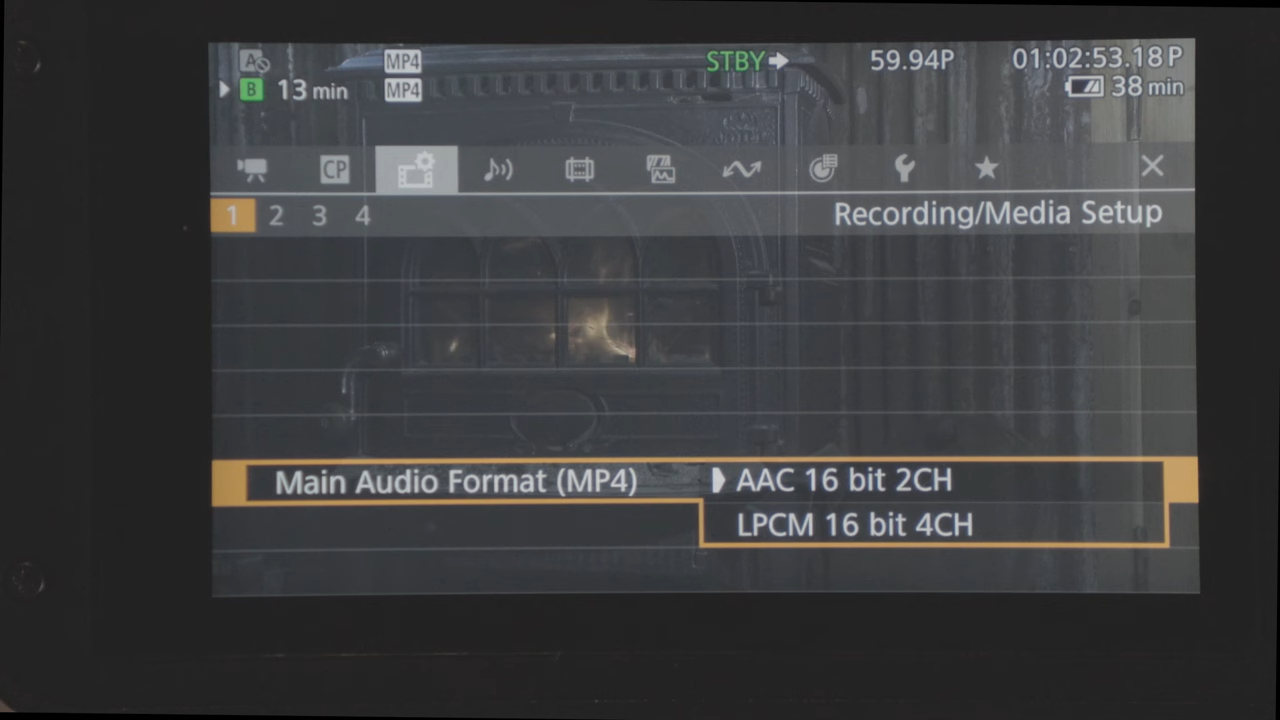 A MP4 STBY 59.94P 01:02:53.18P
B 13 min MP4 38 min
CP
1 2 3 4 Recording/Media Setup
Main Audio Format (MP4) AAC 16 bit 2CH
LPCM 16 bit 4CH